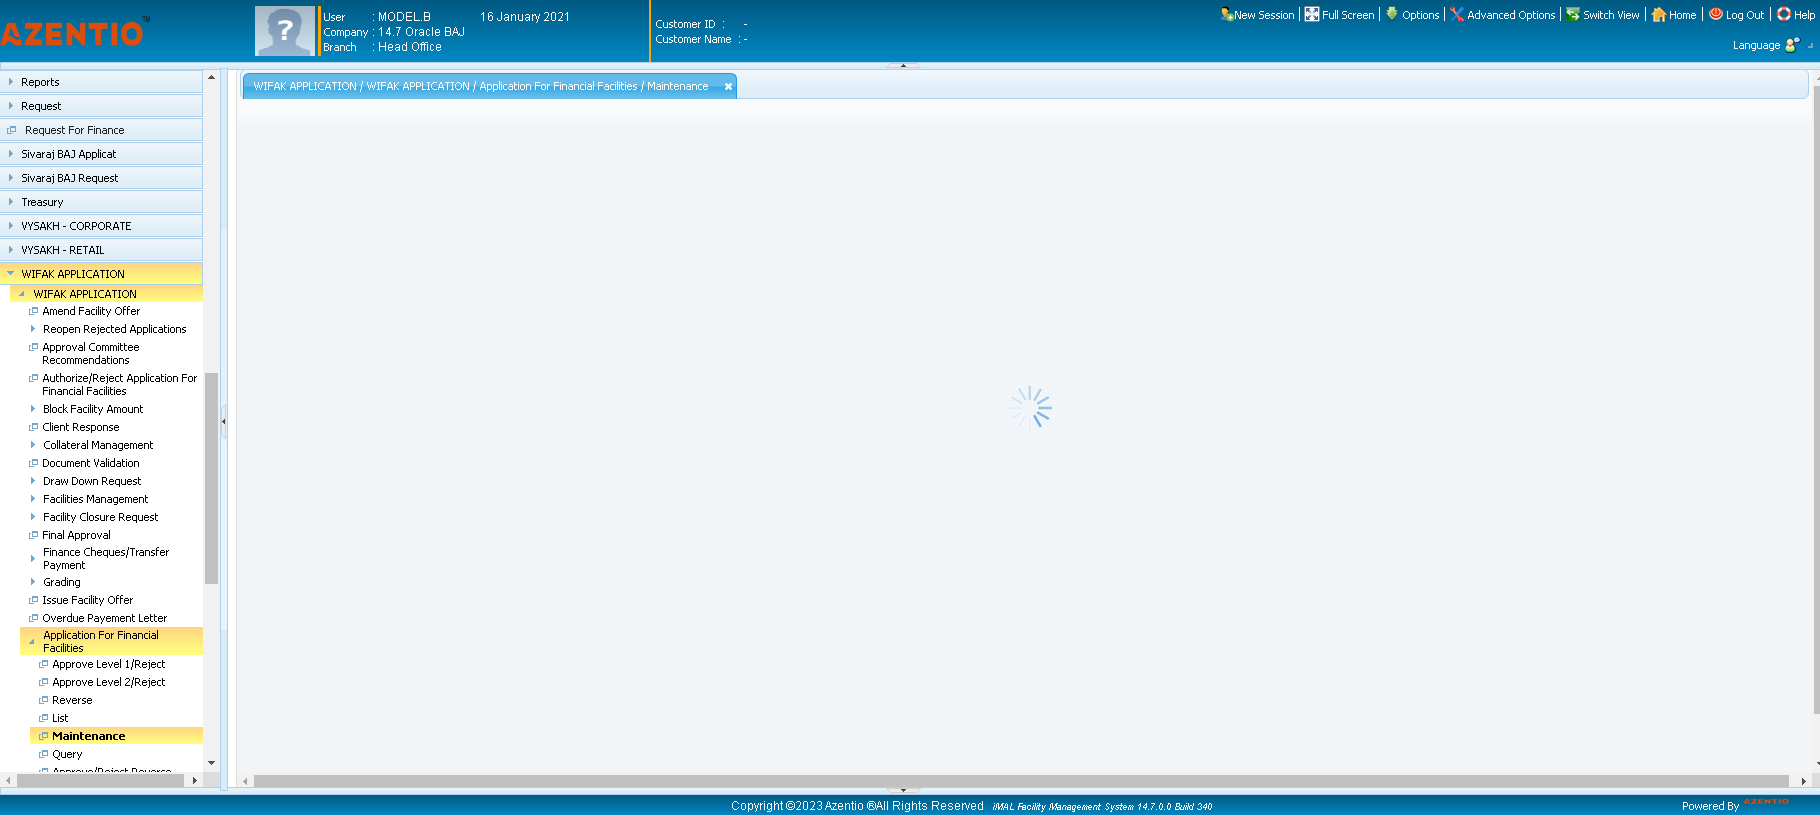 AZENTIO™
?
User : MODEL.B 16 January 2021
Company : 14.7 Oracle BAJ
Branch : Head Office
Customer ID : -
Customer Name : -
New Session Full Screen Options Advanced Options Switch View Home Log Out Help
Language
Reports
Request
Request For Finance
Sivaraj BAJ Applicat
Sivaraj BAJ Request
Treasury
VYSAKH - CORPORATE
VYSAKH - RETAIL
WIFAK APPLICATION
WIFAK APPLICATION
Amend Facility Offer
Reopen Rejected Applications
Approval Committee
Recommendations
Authorize/Reject Application For
Financial Facilities
Block Facility Amount
Client Response
Collateral Management
Document Validation
Draw Down Request
Facilities Management
Facility Closure Request
Final Approval
Finance Cheques/Transfer
Payment
Grading
Issue Facility Offer
Overdue Payement Letter
Application For Financial
Facilities
Approve Level 1/Reject
Approve Level 2/Reject
Reverse
List
Maintenance
Query
Approve/Reject Reverse
WIFAK APPLICATION / WIFAK APPLICATION / Application For Financial Facilities / Maintenance
Copyright ©2023 Azentio ®All Rights Reserved iMAL Facility Management System 14.7.0.0 Build 340
Powered By AZENTIO